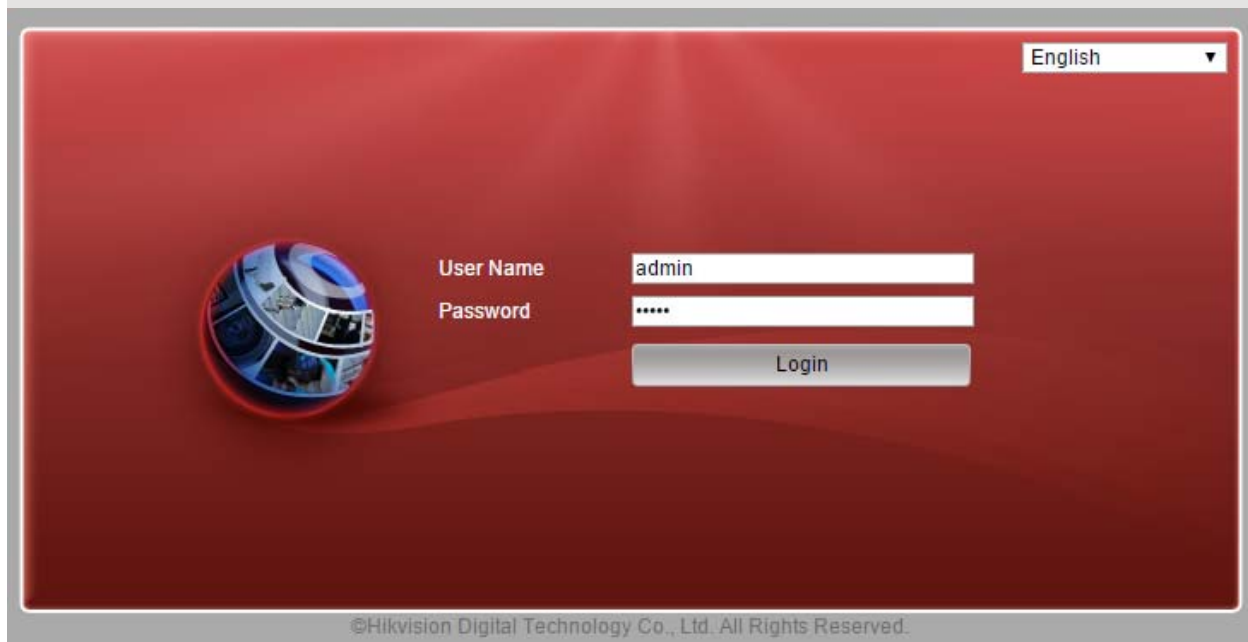 English
User Name admin
Password •••••
Login
©Hikvision Digital Technology Co., Ltd. All Rights Reserved.